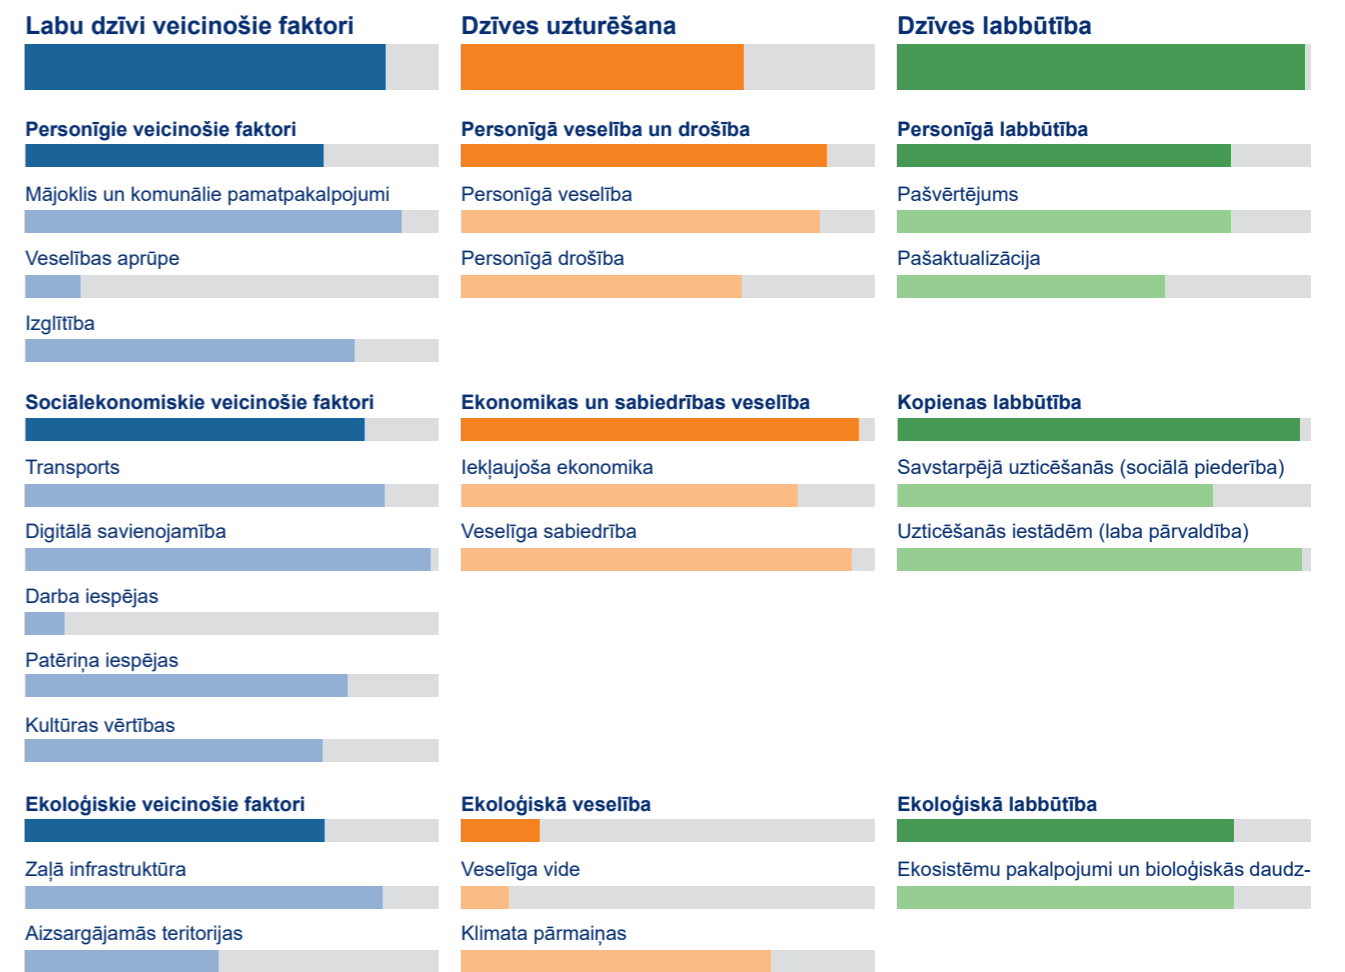 Labu dzīvi veicinošie faktori
Personīgie veicinošie faktori
Mājoklis un komunālie pamatpakalpojumi
Veselības aprūpe
Izglītība
Sociālekonomiskie veicinošie faktori
Transports
Digitālā savienojamība
Darba iespējas
Patēriņa iespējas
Kultūras vērtības
Ekoloģiskie veicinošie faktori
Zaļā infrastruktūra
Aizsargājamās teritorijas
Dzīves uzturēšana
Personīgā veselība un drošība
Personīgā veselība
Personīgā drošība
Ekonomikas un sabiedrības veselība
Iekļaujoša ekonomika
Veselīga sabiedrība
Ekoloģiskā veselība
Veselīga vide
Klimata pārmaiņas
Dzīves labbūtība
Personīgā labbūtība
Pašvērtējums
Pašaktualizācija
Kopienas labbūtība
Savstarpējā uzticēšanās (sociālā piederība)
Uzticēšanās iestādēm (laba pārvaldība)
Ekoloģiskā labbūtība
Ekosistēmu pakalpojumi un bioloģiskās daudz-